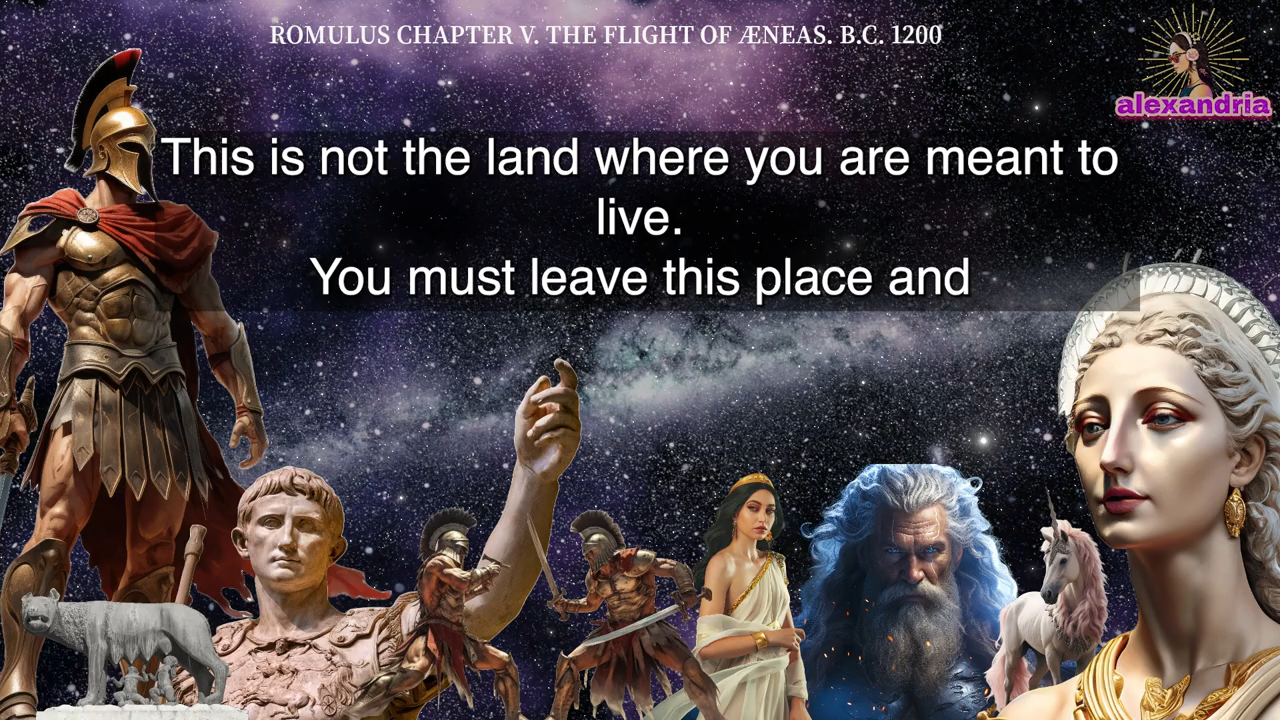 ROMULUS CHAPTER V. THE FLIGHT OF ÆNEAS. B.C. 1200
alexandria
This is not the land where you are meant to
live.
You must leave this place and